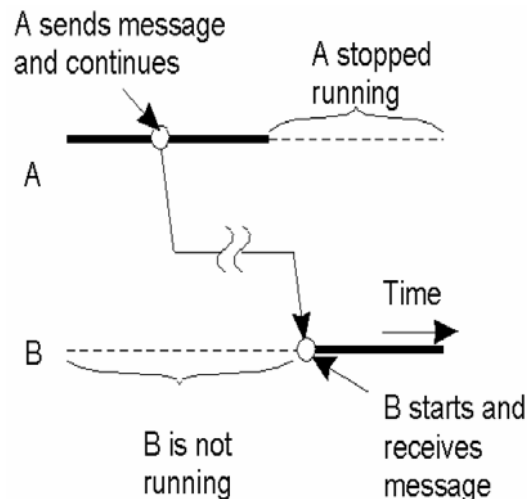 A sends message
and continues
A stopped
running
A
Time
B
B is not
running
B starts and
receives
message